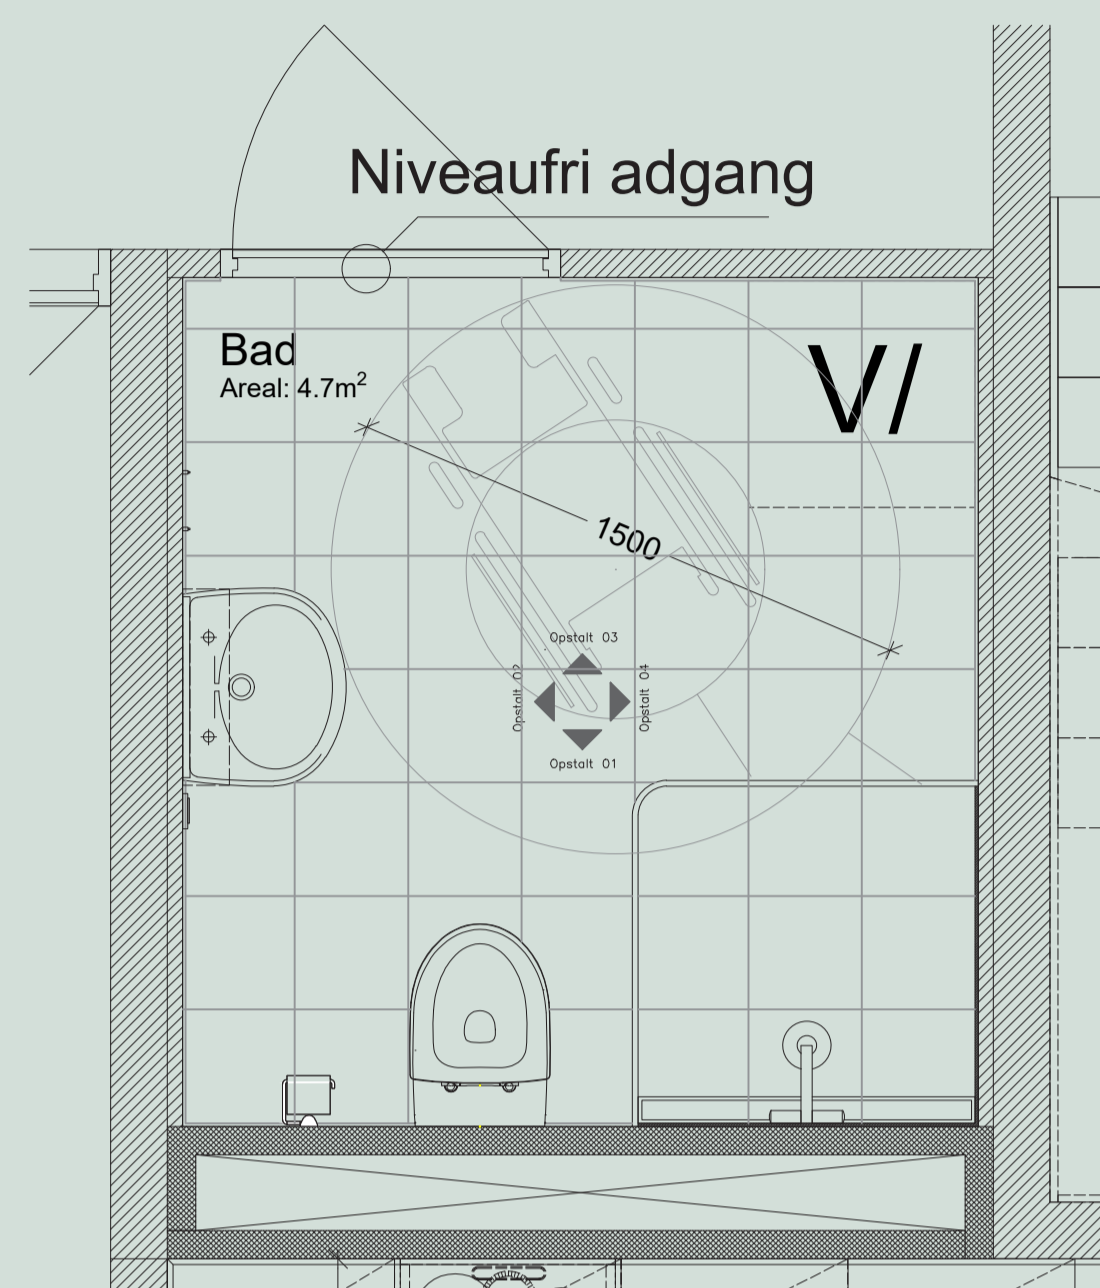 Niveaufri adgang
Bad
Areal: 4.7m²
V/
1500
Opstalt 03
Opstalt 02
Opstalt 04
Opstalt 01